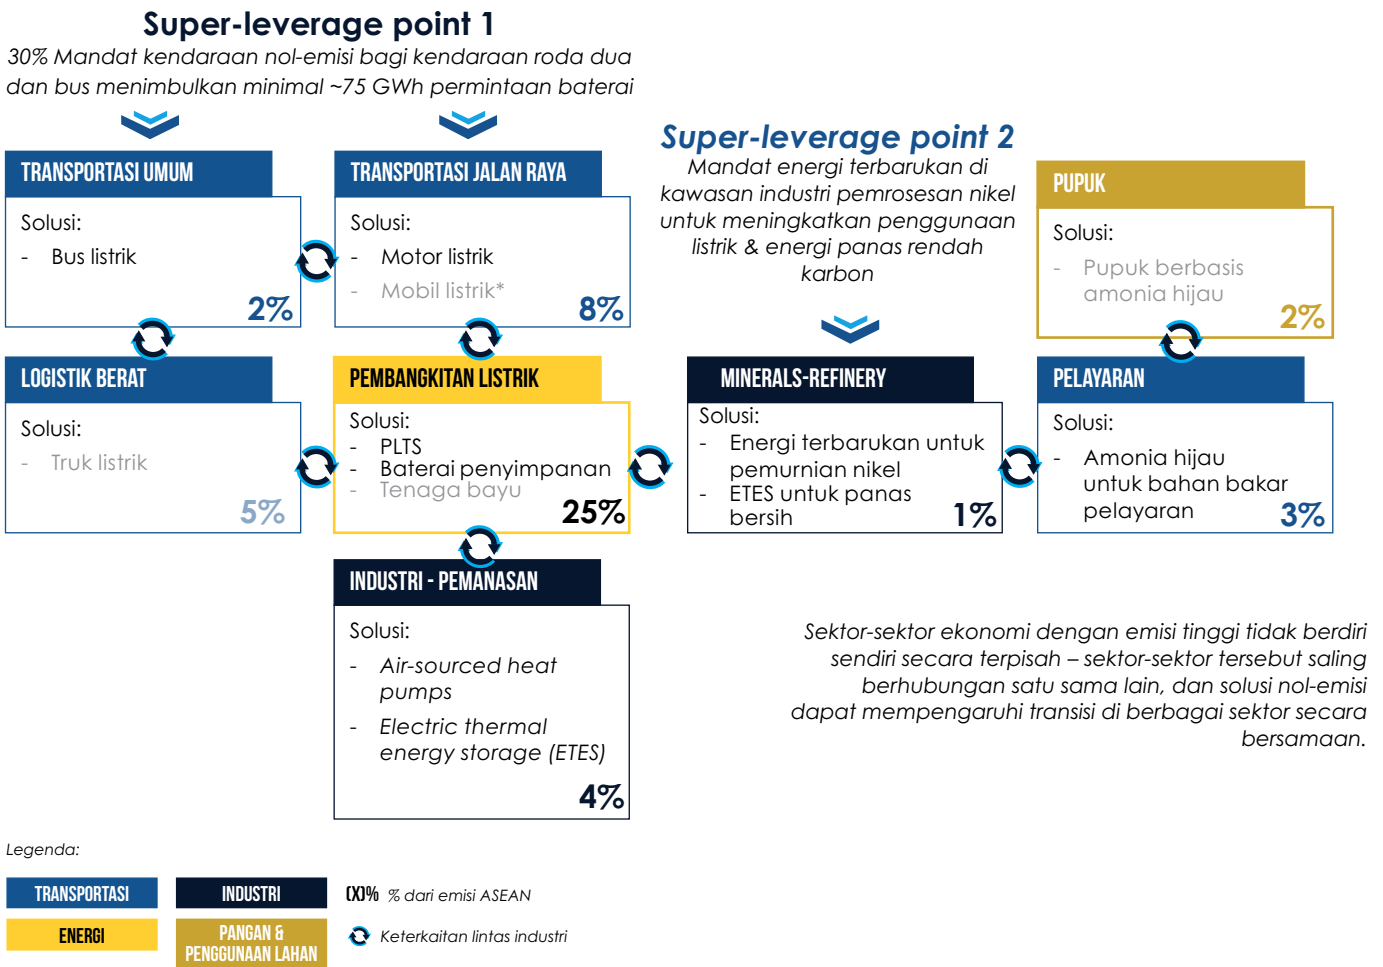 Super-leverage point 1
30% Mandat kendaraan nol-emisi bagi kendaraan roda dua
dan bus menimbulkan minimal ~75 GWh permintaan baterai
TRANSPORTASI UMUM
Solusi:
- Bus listrik
2%
TRANSPORTASI JALAN RAYA
Solusi:
- Motor listrik
- Mobil listrik*
8%
Super-leverage point 2
Mandat energi terbarukan di
kawasan industri pemrosesan nikel
untuk meningkatkan penggunaan
listrik & energi panas rendah
karbon
PUPUK
Solusi:
- Pupuk berbasis
amonia hijau
2%
LOGISTIK BERAT
Solusi:
- Truk listrik
5%
PEMBANGKITAN LISTRIK
Solusi:
- PLTS
- Baterai penyimpanan
- Tenaga bayu
25%
MINERALS-REFINERY
Solusi:
- Energi terbarukan untuk
pemurnian nikel
- ETES untuk panas
bersih
1%
PELAYARAN
Solusi:
- Amonia hijau
untuk bahan bakar
pelayaran
3%
INDUSTRI - PEMANASAN
Solusi:
- Air-sourced heat
pumps
- Electric thermal
energy storage (ETES)
4%
Sektor-sektor ekonomi dengan emisi tinggi tidak berdiri
sendiri secara terpisah – sektor-sektor tersebut saling
berhubungan satu sama lain, dan solusi nol-emisi
dapat mempengaruhi transisi di berbagai sektor secara
bersamaan.
Legenda:
TRANSPORTASI
INDUSTRI
(X)% % dari emisi ASEAN
ENERGI
PANGAN &
PENGGUNAAN LAHAN
Keterkaitan lintas industri